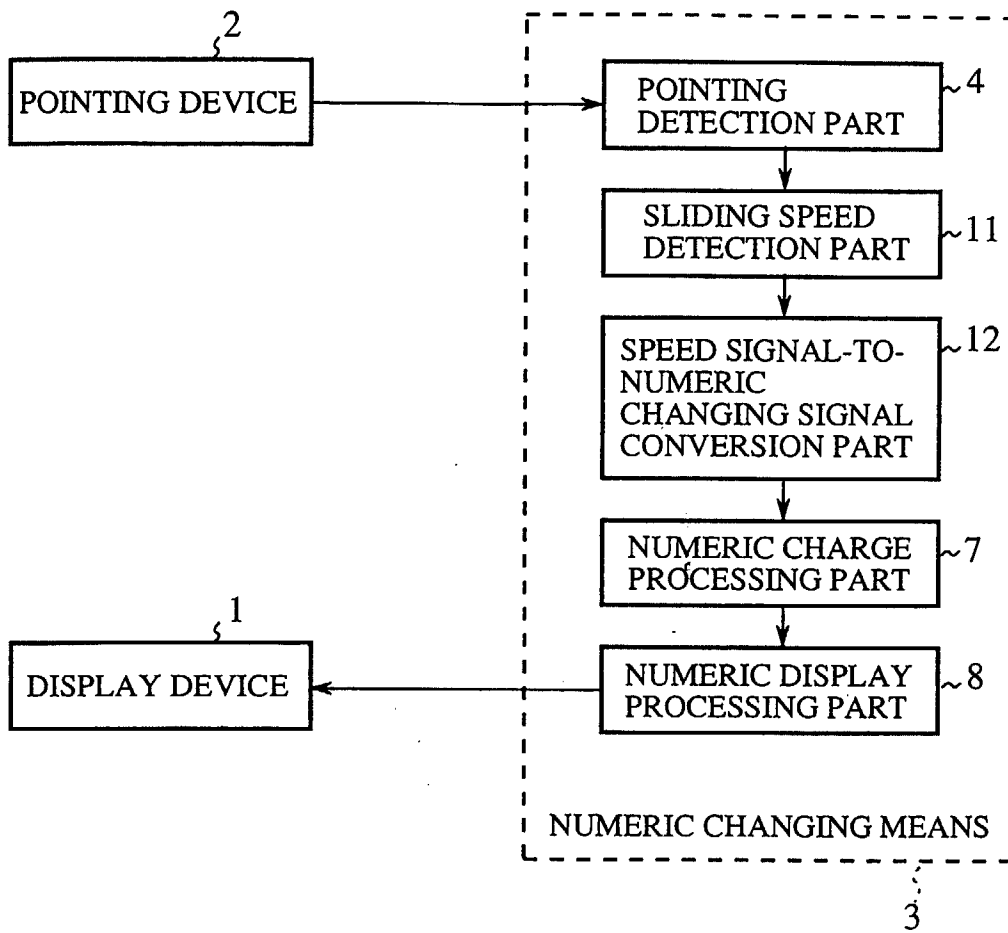 2
POINTING DEVICE
4
POINTING
DETECTION PART
SLIDING SPEED
DETECTION PART
11
12
SPEED SIGNAL-TO-
NUMERIC
CHANGING SIGNAL
CONVERSION PART
NUMERIC CHARGE
PROCESSING PART
7
1
DISPLAY DEVICE
NUMERIC DISPLAY
PROCESSING PART
8
NUMERIC CHANGING MEANS
3